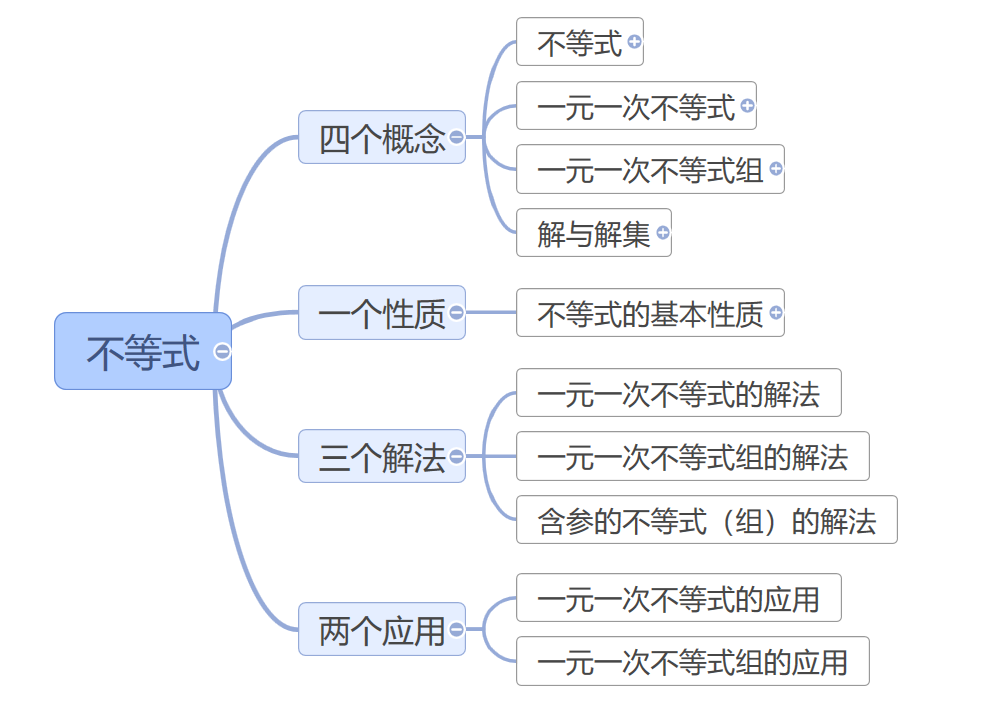 不等式
四个概念
不等式
一元一次不等式
一元一次不等式组
解与解集
一个性质
不等式的基本性质
三个解法
一元一次不等式的解法
一元一次不等式组的解法
含参的不等式（组）的解法
两个应用
一元一次不等式的应用
一元一次不等式组的应用